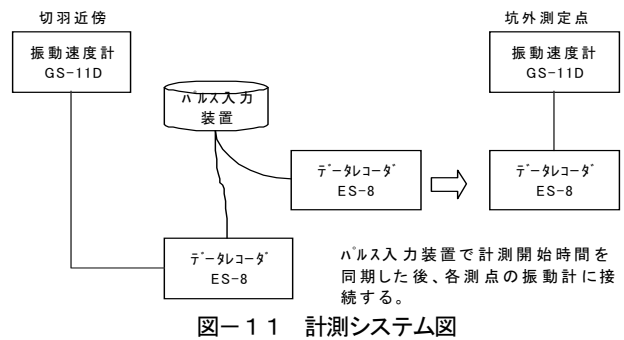 切羽近傍
振動速度計
GS-11D
パルス入力
装置
データレコーダ
ES-8
データレコーダ
ES-8
坑外測定点
振動速度計
GS-11D
データレコーダ
ES-8
パルス入力装置で計測開始時間を
同期した後、各測点の振動計に接
続する。
図-11 計測システム図